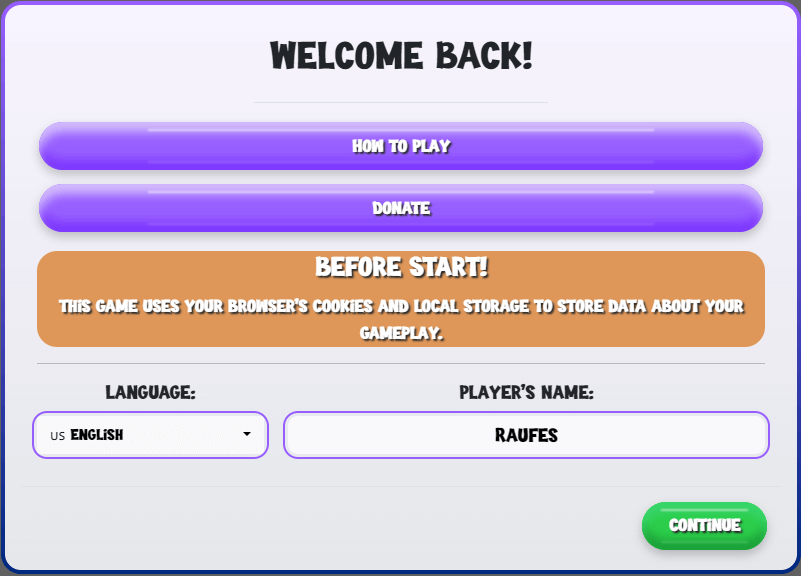 WELCOME BACK!
HOW TO PLAY
DONATE
BEFORE START!
THIS GAME USES YOUR BROWSER'S COOKIES AND LOCAL STORAGE TO STORE DATA ABOUT YOUR
GAMEPLAY.
LANGUAGE:
PLAYER'S NAME:
US ENGLISH
RAUFES
CONTINUE